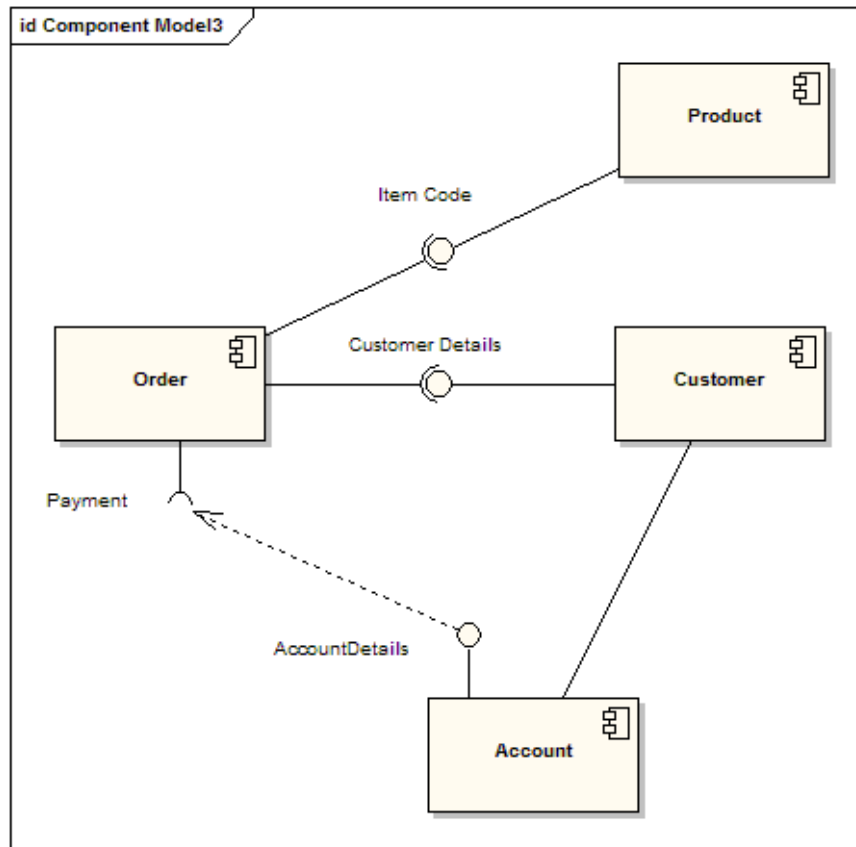 id Component Model3
Product
Item Code
Customer Details
Order
Customer
Payment
AccountDetails
Account